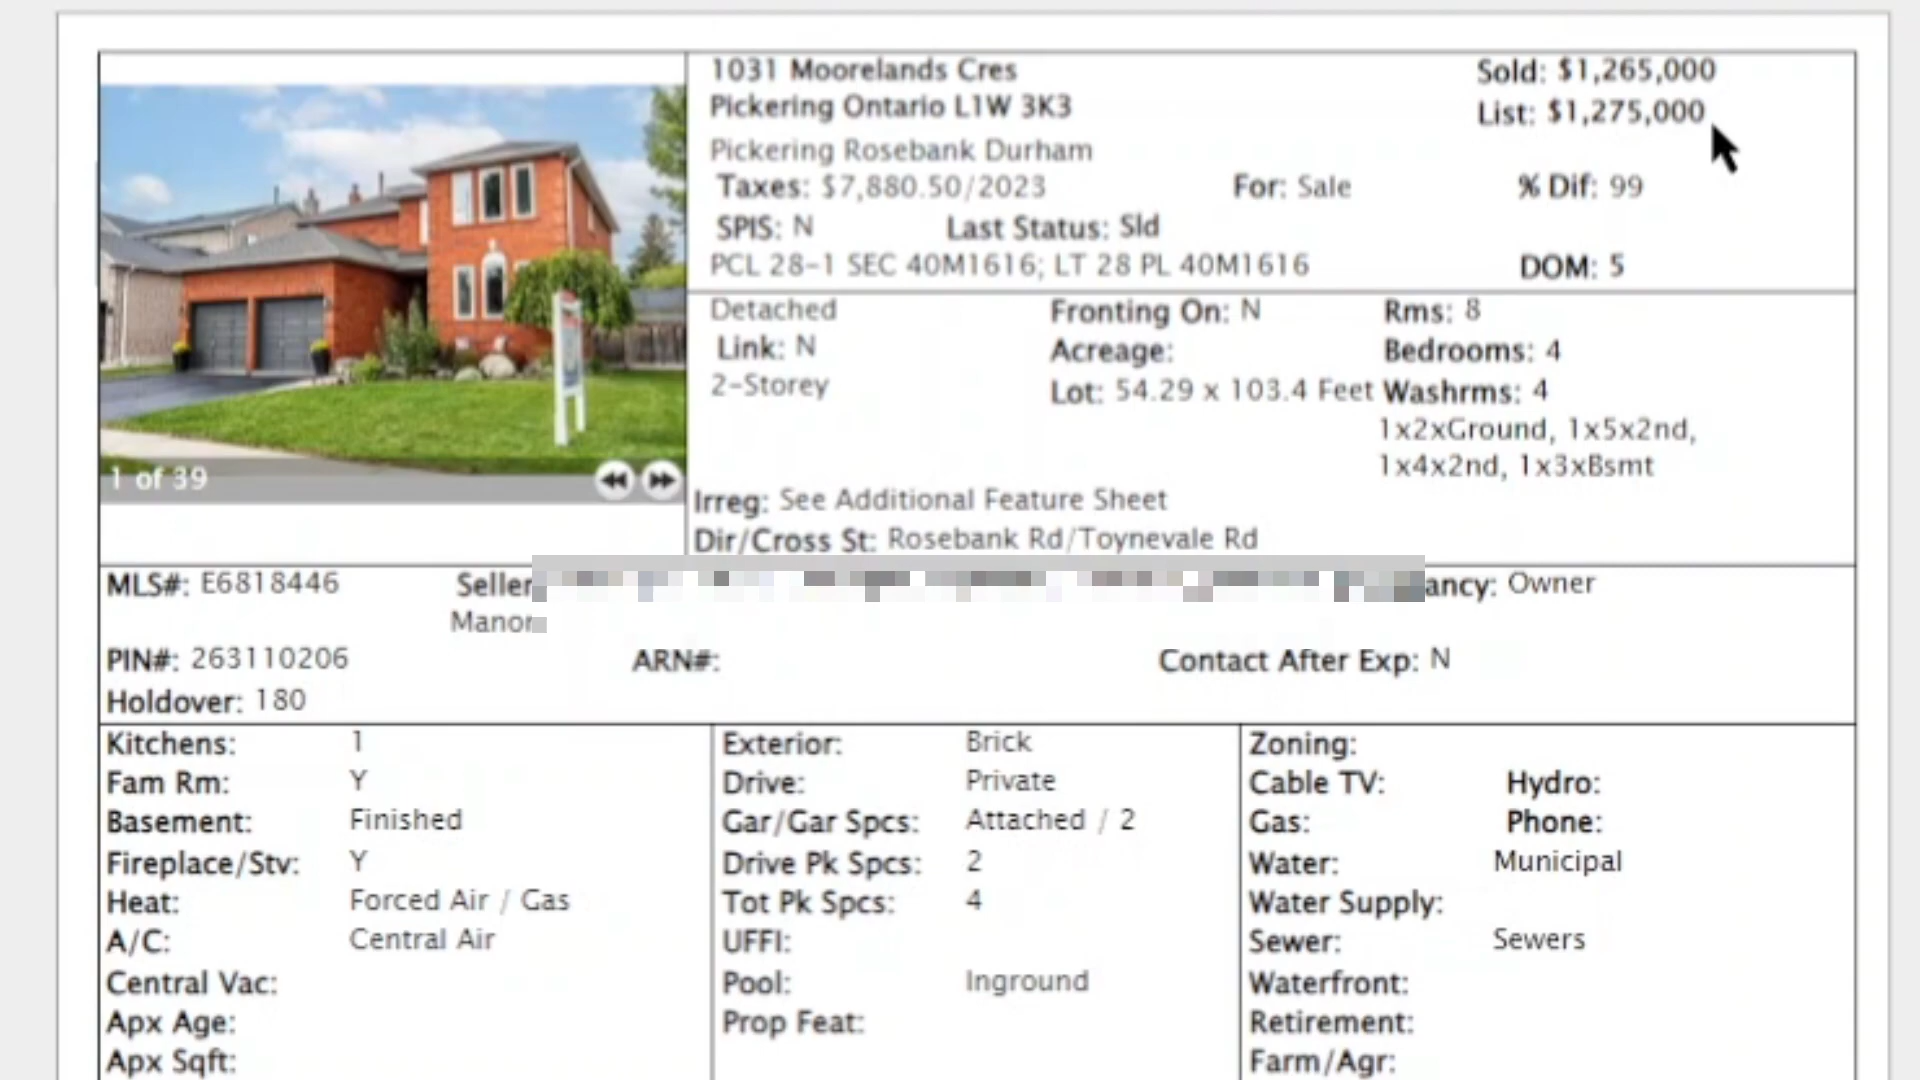 1031 Moorelands Cres
Sold: $1,265,000
Pickering Ontario L1W 3K3
List: $1,275,000
Pickering Rosebank Durham
Taxes: $7,880.50/2023 For: Sale % Dif: 99
SPIS: N Last Status: Sld
PCL 28-1 SEC 40M1616; LT 28 PL 40M1616 DOM: 5
Detached Fronting On: N Rms: 8
Link: N Acreage: Bedrooms: 4
2-Storey Lot: 54.29 x 103.4 Feet Washrms: 4
1x2xGround, 1x5x2nd,
1x4x2nd, 1x3xBsmt
1 of 39
Irreg: See Additional Feature Sheet
Dir/Cross St: Rosebank Rd/Toynevale Rd
MLS#: E6818446 Seller ancy: Owner
Manor
PIN#: 263110206 ARN#: Contact After Exp: N
Holdover: 180
Kitchens: 1 Exterior: Brick Zoning:
Fam Rm: Y Drive: Private Cable TV: Hydro:
Basement: Finished Gar/Gar Spcs: Attached / 2 Gas: Phone:
Fireplace/Stv: Y Drive Pk Spcs: 2 Water: Municipal
Heat: Forced Air / Gas Tot Pk Spcs: 4 Water Supply:
A/C: Central Air UFFI: Sewer: Sewers
Central Vac: Pool: Inground Waterfront:
Apx Age: Prop Feat: Retirement:
Apx Sqft: Farm/Agr: